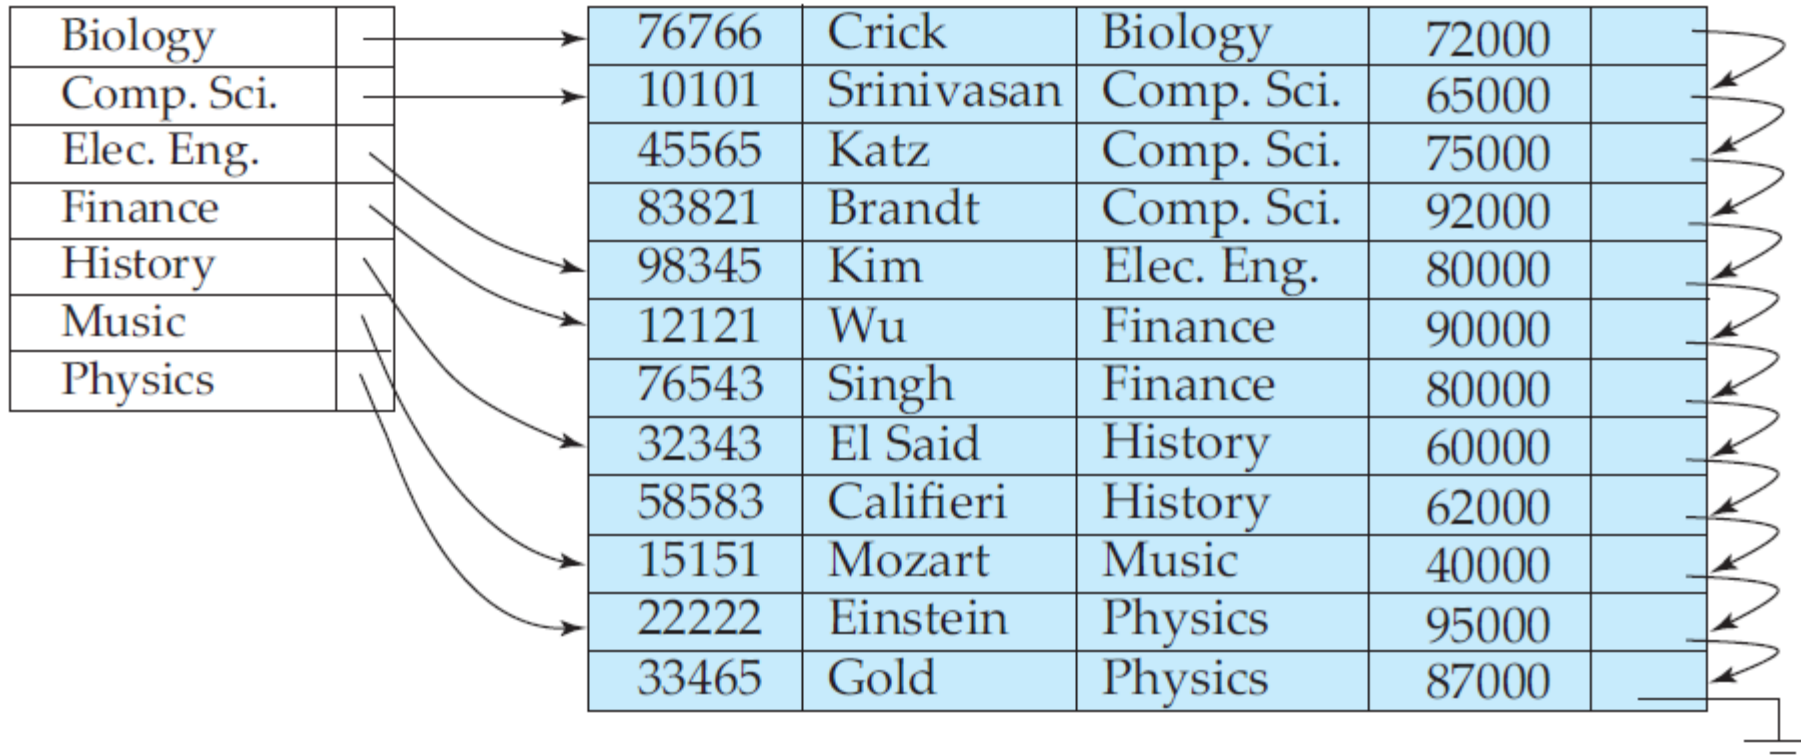 Biology
Comp. Sci.
Elec. Eng.
Finance
History
Music
Physics
76766 Crick Biology 72000
10101 Srinivasan Comp. Sci. 65000
45565 Katz Comp. Sci. 75000
83821 Brandt Comp. Sci. 92000
98345 Kim Elec. Eng. 80000
12121 Wu Finance 90000
76543 Singh Finance 80000
32343 El Said History 60000
58583 Califieri History 62000
15151 Mozart Music 40000
22222 Einstein Physics 95000
33465 Gold Physics 87000